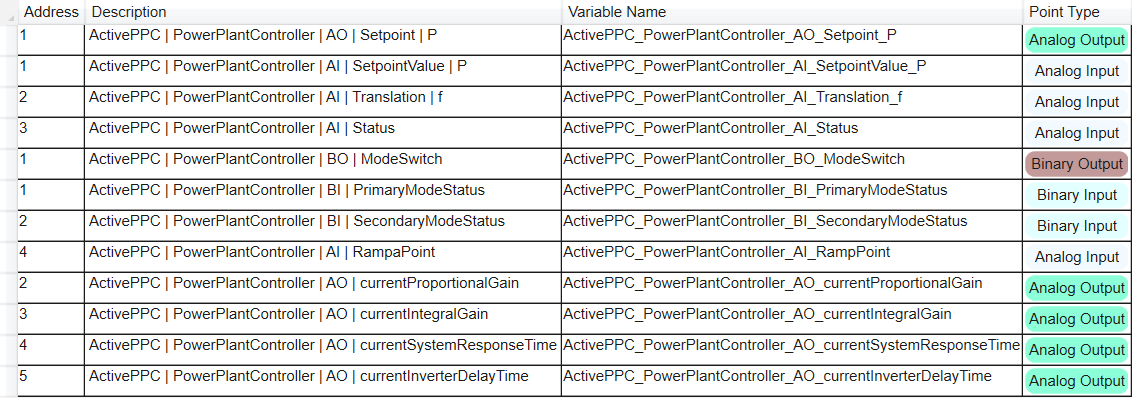 Address Description Variable Name Point Type
1 ActivePPC | PowerPlantController | AO | Setpoint | P ActivePPC_PowerPlantController_AO_Setpoint_P Analog Output
1 ActivePPC | PowerPlantController | AI | SetpointValue | P ActivePPC_PowerPlantController_AI_SetpointValue_P Analog Input
2 ActivePPC | PowerPlantController | AI | Translation | f ActivePPC_PowerPlantController_AI_Translation_f Analog Input
3 ActivePPC | PowerPlantController | AI | Status ActivePPC_PowerPlantController_AI_Status Analog Input
1 ActivePPC | PowerPlantController | BO | ModeSwitch ActivePPC_PowerPlantController_BO_ModeSwitch Binary Output
1 ActivePPC | PowerPlantController | BI | PrimaryModeStatus ActivePPC_PowerPlantController_BI_PrimaryModeStatus Binary Input
2 ActivePPC | PowerPlantController | BI | SecondaryModeStatus ActivePPC_PowerPlantController_BI_SecondaryModeStatus Binary Input
4 ActivePPC | PowerPlantController | AI | RampaPoint ActivePPC_PowerPlantController_AI_RampPoint Analog Input
2 ActivePPC | PowerPlantController | AO | currentProportionalGain ActivePPC_PowerPlantController_AO_currentProportionalGain Analog Output
3 ActivePPC | PowerPlantController | AO | currentIntegralGain ActivePPC_PowerPlantController_AO_currentIntegralGain Analog Output
4 ActivePPC | PowerPlantController | AO | currentSystemResponseTime ActivePPC_PowerPlantController_AO_currentSystemResponseTime Analog Output
5 ActivePPC | PowerPlantController | AO | currentInverterDelayTime ActivePPC_PowerPlantController_AO_currentInverterDelayTime Analog Output